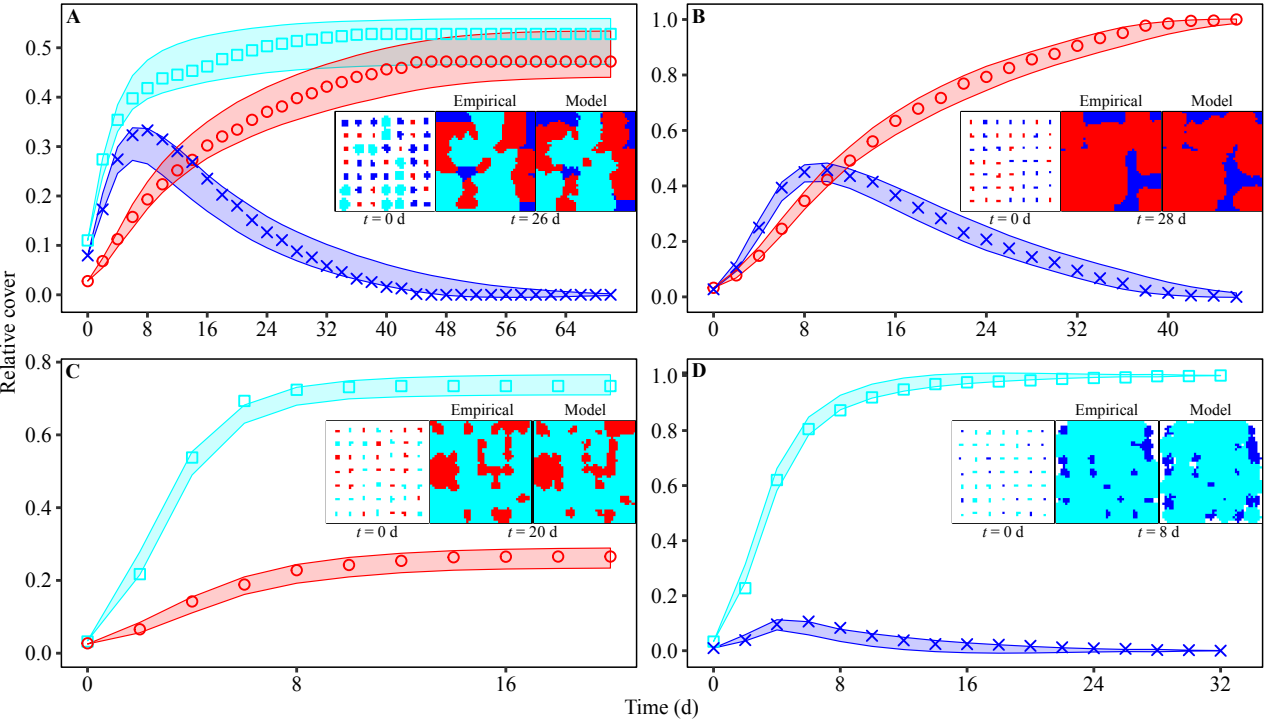 A
0.5
0.4
0.3
0.2
0.1
0.0
Empirical Model
t = 0 d t = 26 d
0 8 16 24 32 40 48 56 64
B
1.0
0.8
0.6
0.4
0.2
0.0
Empirical Model
t = 0 d t = 28 d
0 8 16 24 32 40
Relative cover
C
0.8
0.6
0.4
0.2
0.0
Empirical Model
t = 0 d t = 20 d
0 8 16
D
1.0
0.8
0.6
0.4
0.2
0.0
Empirical Model
t = 0 d t = 8 d
0 8 16 24 32
Time (d)